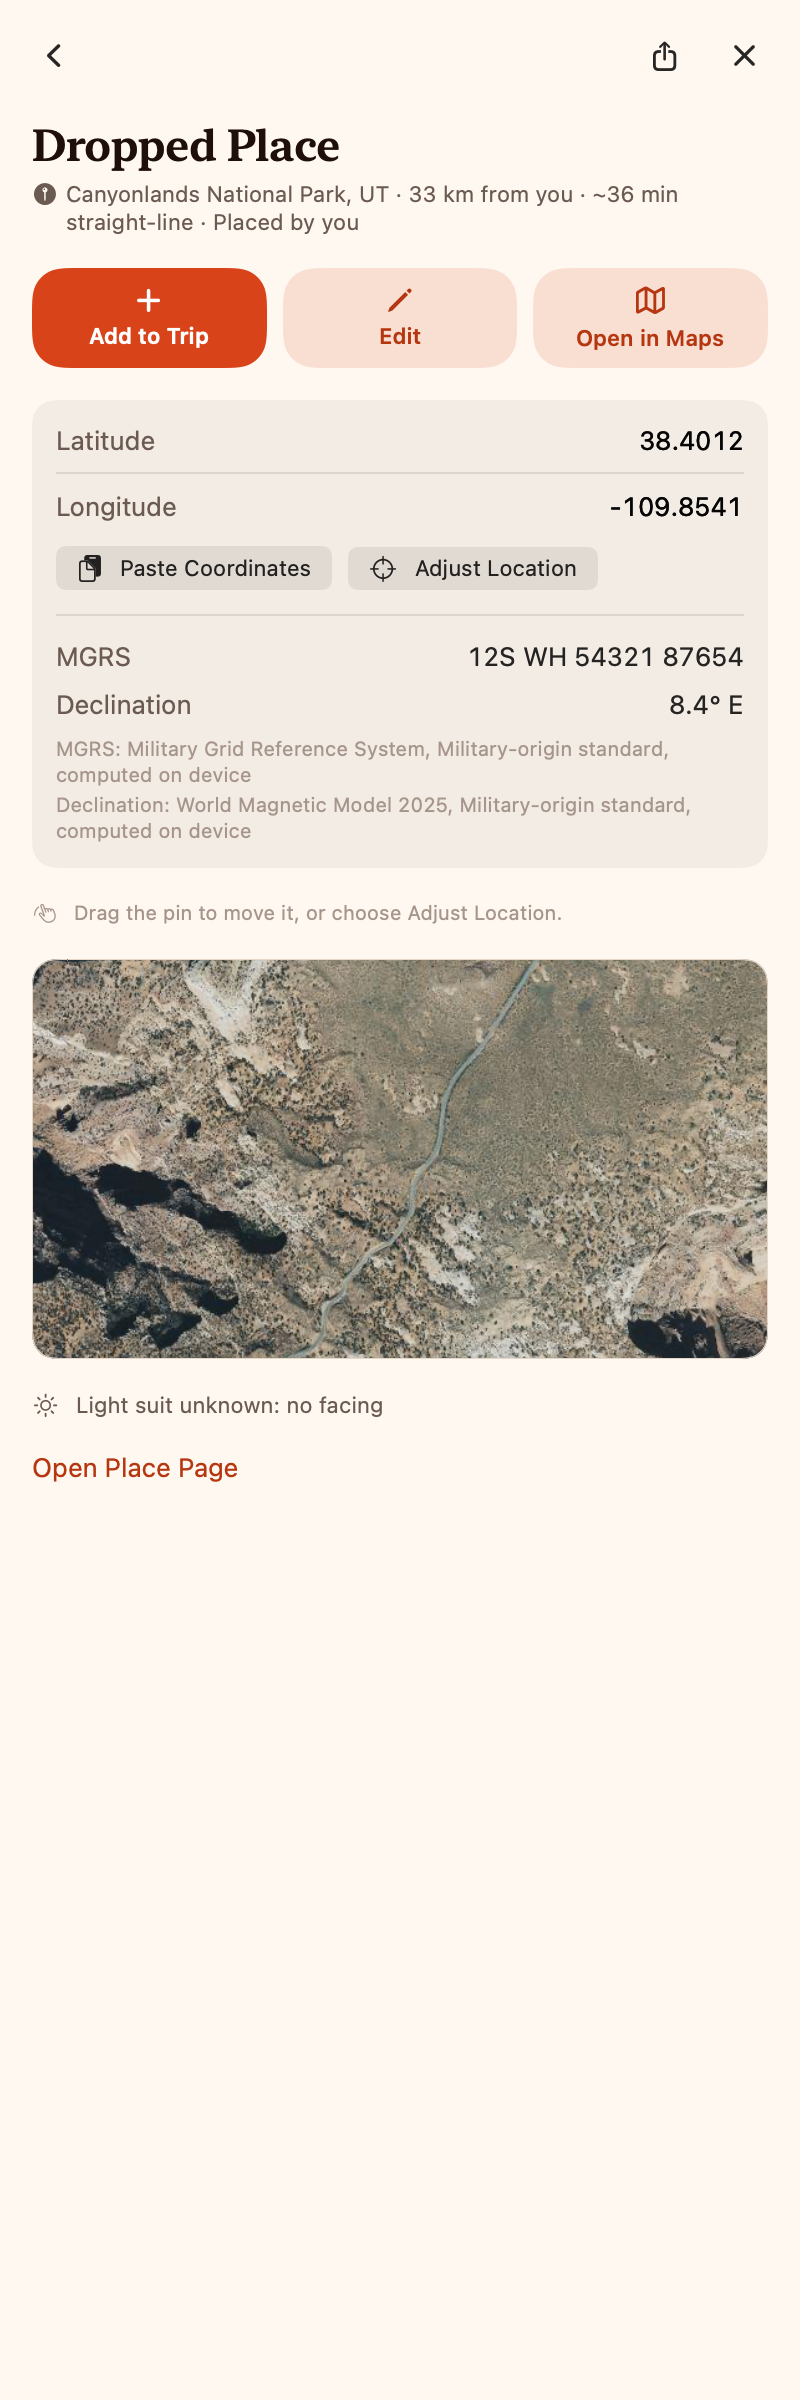 Dropped Place
Canyonlands National Park, UT · 33 km from you · ~36 min
straight-line · Placed by you
Add to Trip
Edit
Open in Maps
Latitude
38.4012
Longitude
-109.8541
Paste Coordinates
Adjust Location
MGRS
12S WH 54321 87654
Declination
8.4° E
MGRS: Military Grid Reference System, Military-origin standard,
computed on device
Declination: World Magnetic Model 2025, Military-origin standard,
computed on device
Drag the pin to move it, or choose Adjust Location.
Light suit unknown: no facing
Open Place Page